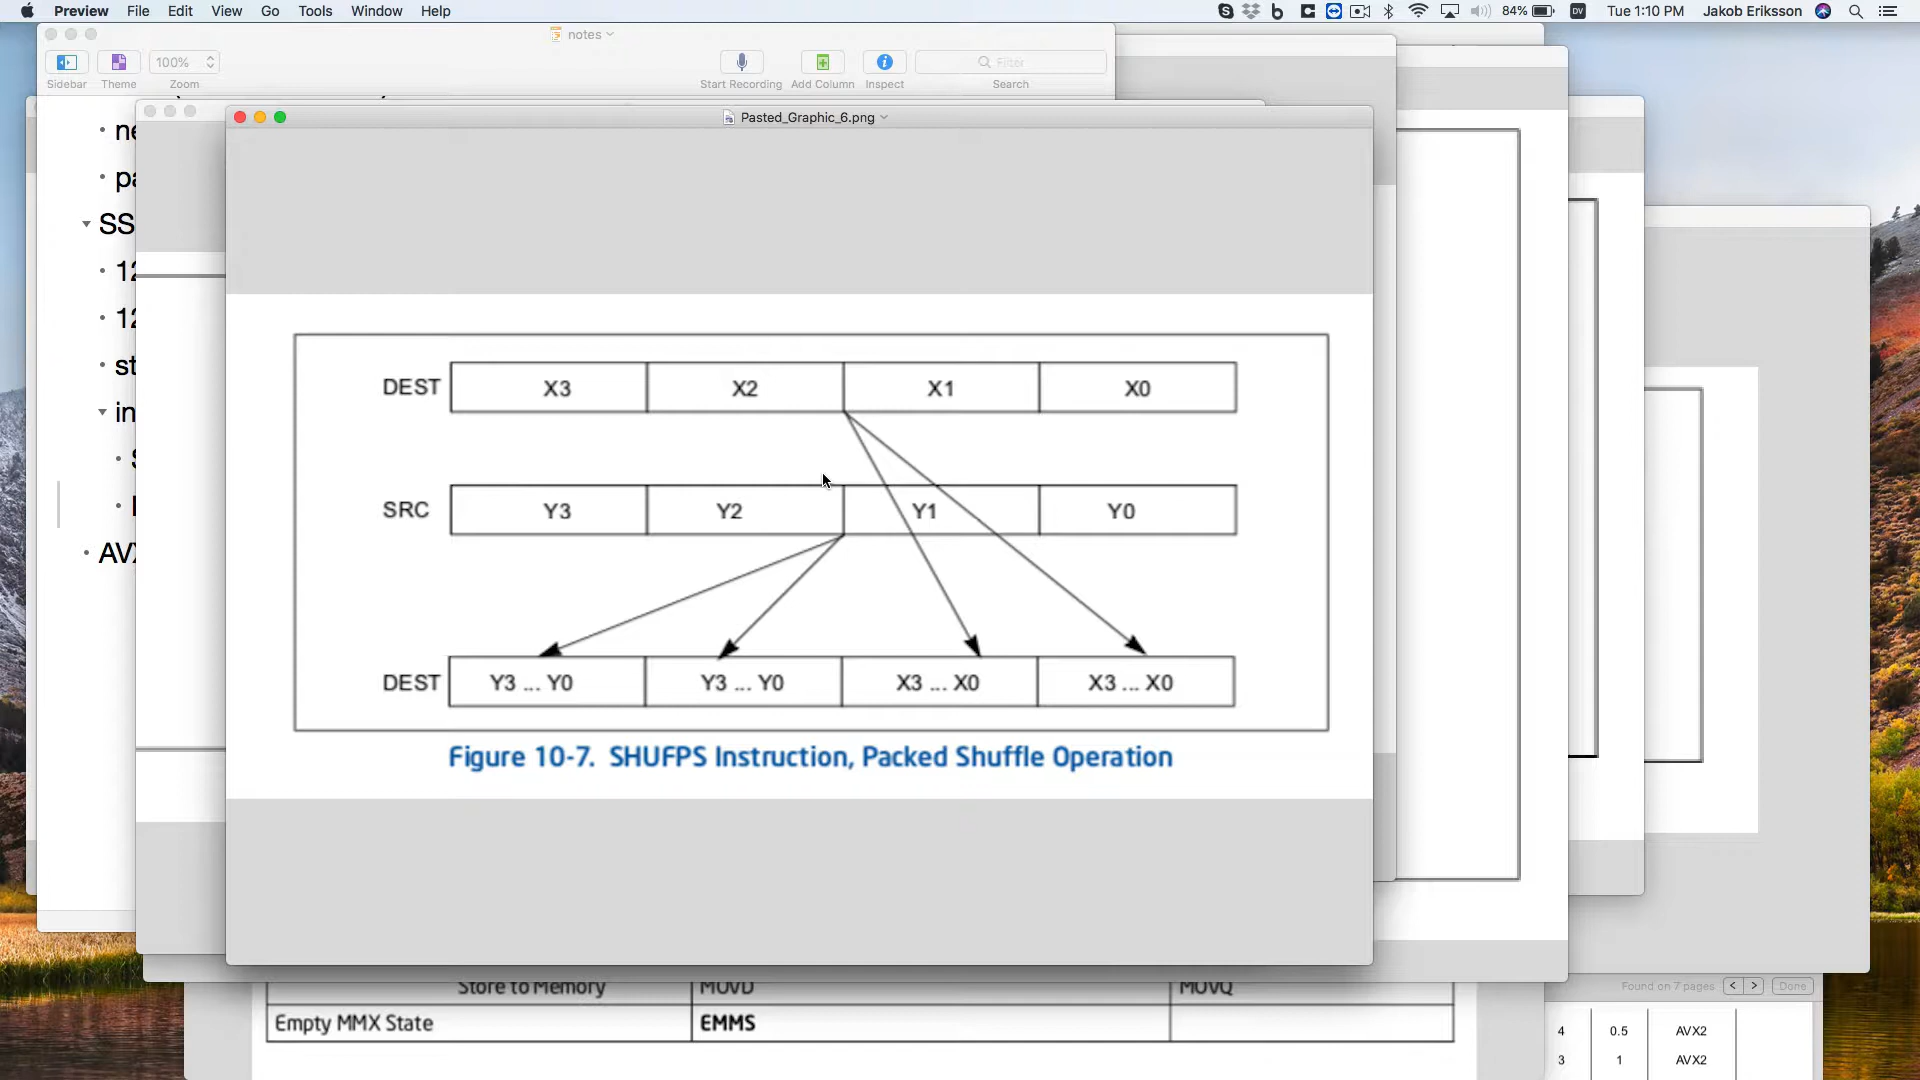 Preview File Edit View Go Tools Window Help
84% Tue 1:10 PM Jakob Eriksson
notes
100%
Filter
Sidebar Theme Zoom Start Recording Add Column Inspect Search
Pasted_Graphic_6.png
AV
DEST X3 X2 X1 X0
SRC Y3 Y2 Y1 Y0
DEST Y3 ... Y0 Y3 ... Y0 X3 ... X0 X3 ... X0
Figure 10-7. SHUFPS Instruction, Packed Shuffle Operation
Store to Memory MOVD MOVQ
Empty MMX State EMMS
Found on 7 pages < > Done
4 0.5 AVX2
3 1 AVX2